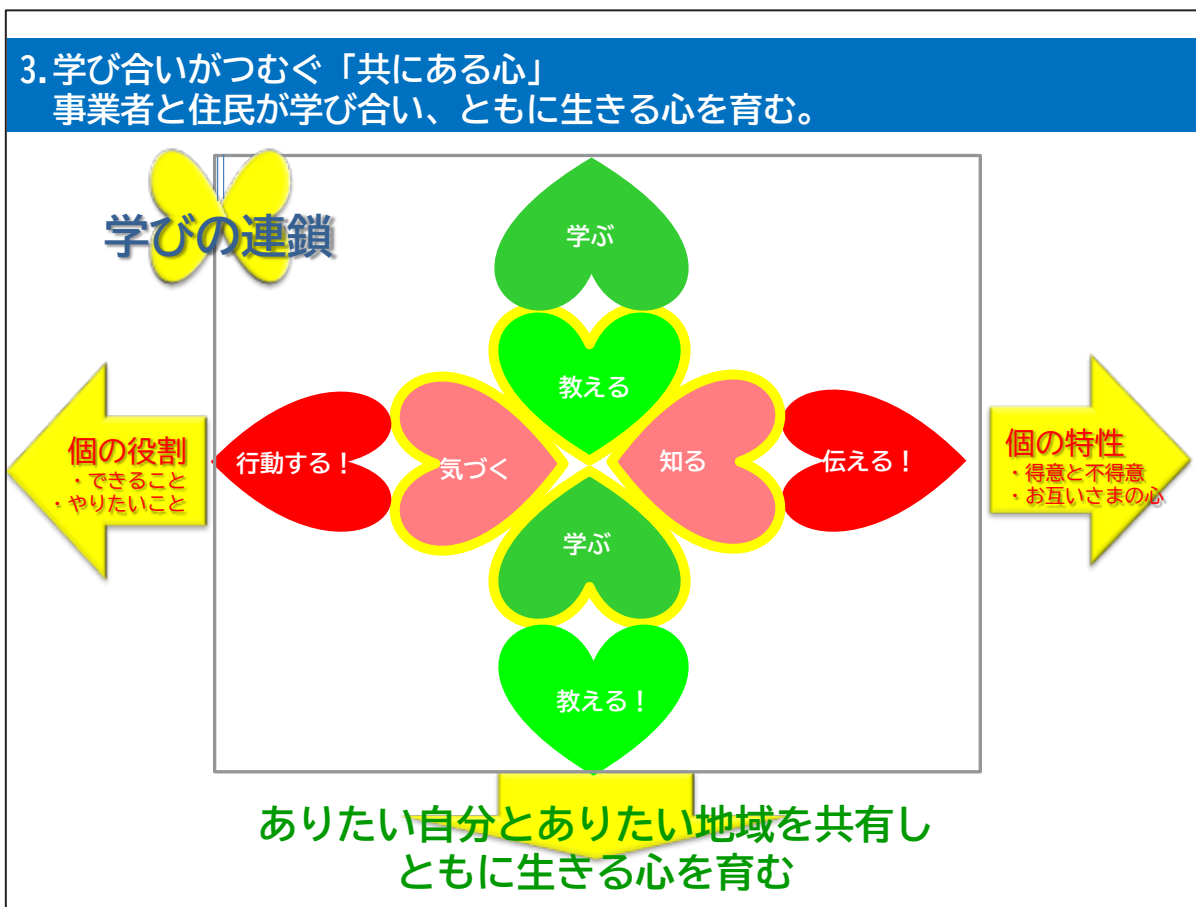 3.学び合いがつむぐ「共にある心」
事業者と住民が学び合い、ともに生きる心を育む。
学びの連鎖
学ぶ
教える
個の役割
・できること
・やりたいこと
行動する！
気づく
知る
伝える！
個の特性
・得意と不得意
・お互いさまの心
学ぶ
教える！
ありたい自分とありたい地域を共有し
ともに生きる心を育む